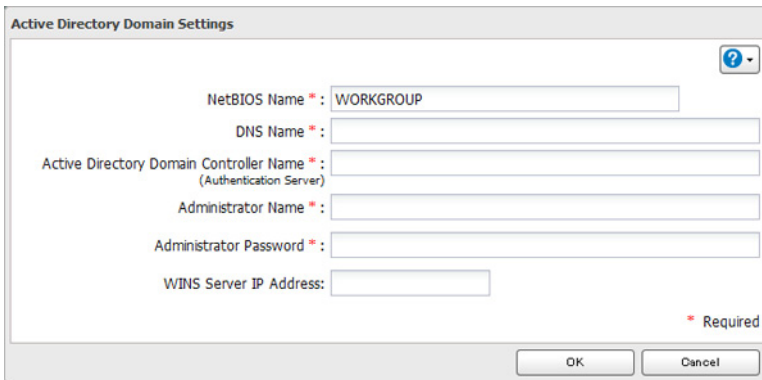 Active Directory Domain Settings
?
NetBIOS Name * : WORKGROUP
DNS Name * :
Active Directory Domain Controller Name * :
(Authentication Server)
Administrator Name * :
Administrator Password * :
WINS Server IP Address:
* Required
OK Cancel